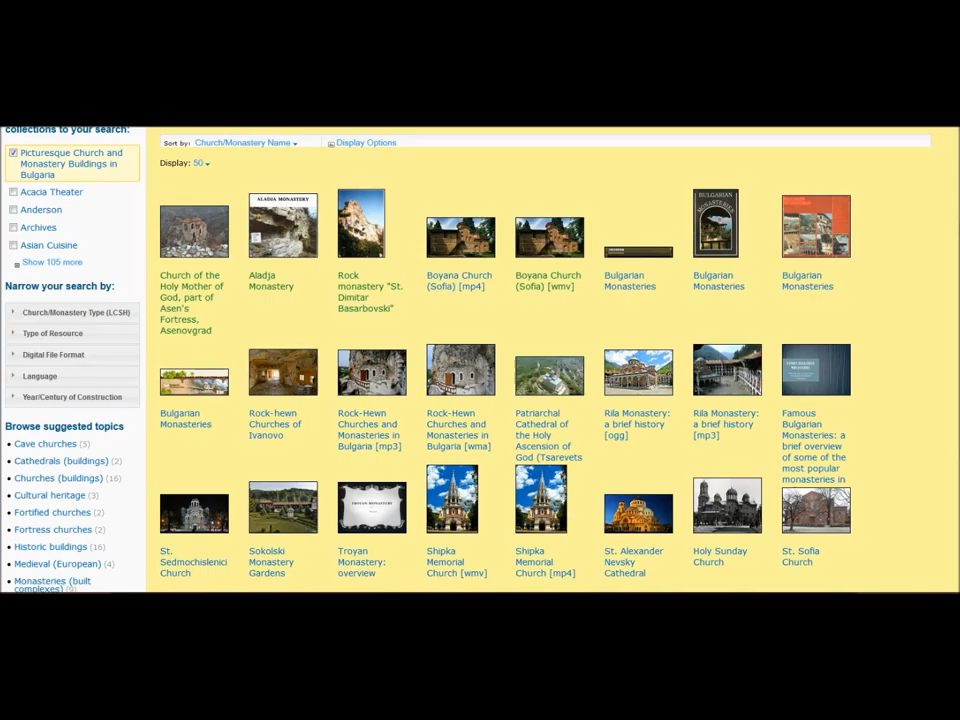 collections to your search:
Picturesque Church and
Monastery Buildings in
Bulgaria
Acacia Theater
Anderson
Archives
Asian Cuisine
Show 105 more
Narrow your search by:
Church/Monastery Type (LCSH)
Type of Resource
Digital File Format
Language
Year/Century of Construction
Browse suggested topics
Cave churches (5)
Cathedrals (building) (2)
Churches (building) (16)
Cultural heritage (3)
Fortified churches (2)
Fortress churches (2)
Historic buildings (16)
Medieval (European) (4)
Monasteries (built
complexes) (9)
Sort by: Church/Monastery Name
Display Options
Display: 50
ALADJA MONASTERY
BULGARIAN
MONASTERIES
Church of the
Holy Mother of
God, part of
Asen's
Fortress,
Asenovgrad
Aladja
Monastery
Rock
monastery "St.
Dimitar
Basarbovski"
Boyana Church
(Sofia) [mp4]
Boyana Church
(Sofia) [wmv]
Bulgarian
Monasteries
Bulgarian
Monasteries
Bulgarian
Monasteries
Bulgarian
Monasteries
Rock-hewn
Churches of
Ivanovo
Rock-Hewn
Churches and
Monasteries in
Bulgaria [mp3]
Rock-Hewn
Churches and
Monasteries in
Bulgaria [wma]
Patriarchal
Cathedral of
the Holy
Ascension of
God (Tsarevets
Rila Monastery:
a brief history
[ogg]
Rila Monastery:
a brief history
[mp3]
Famous
Bulgarian
Monasteries: a
brief overview
of some of the
most popular
monasteries in
TROYAN MONASTERY
St.
Sedmochislenici
Church
Sokolski
Monastery
Gardens
Troyan
Monastery:
overview
Shipka
Memorial
Church [wmv]
Shipka
Memorial
Church [mp4]
St. Alexander
Nevsky
Cathedral
Holy Sunday
Church
St. Sofia
Church